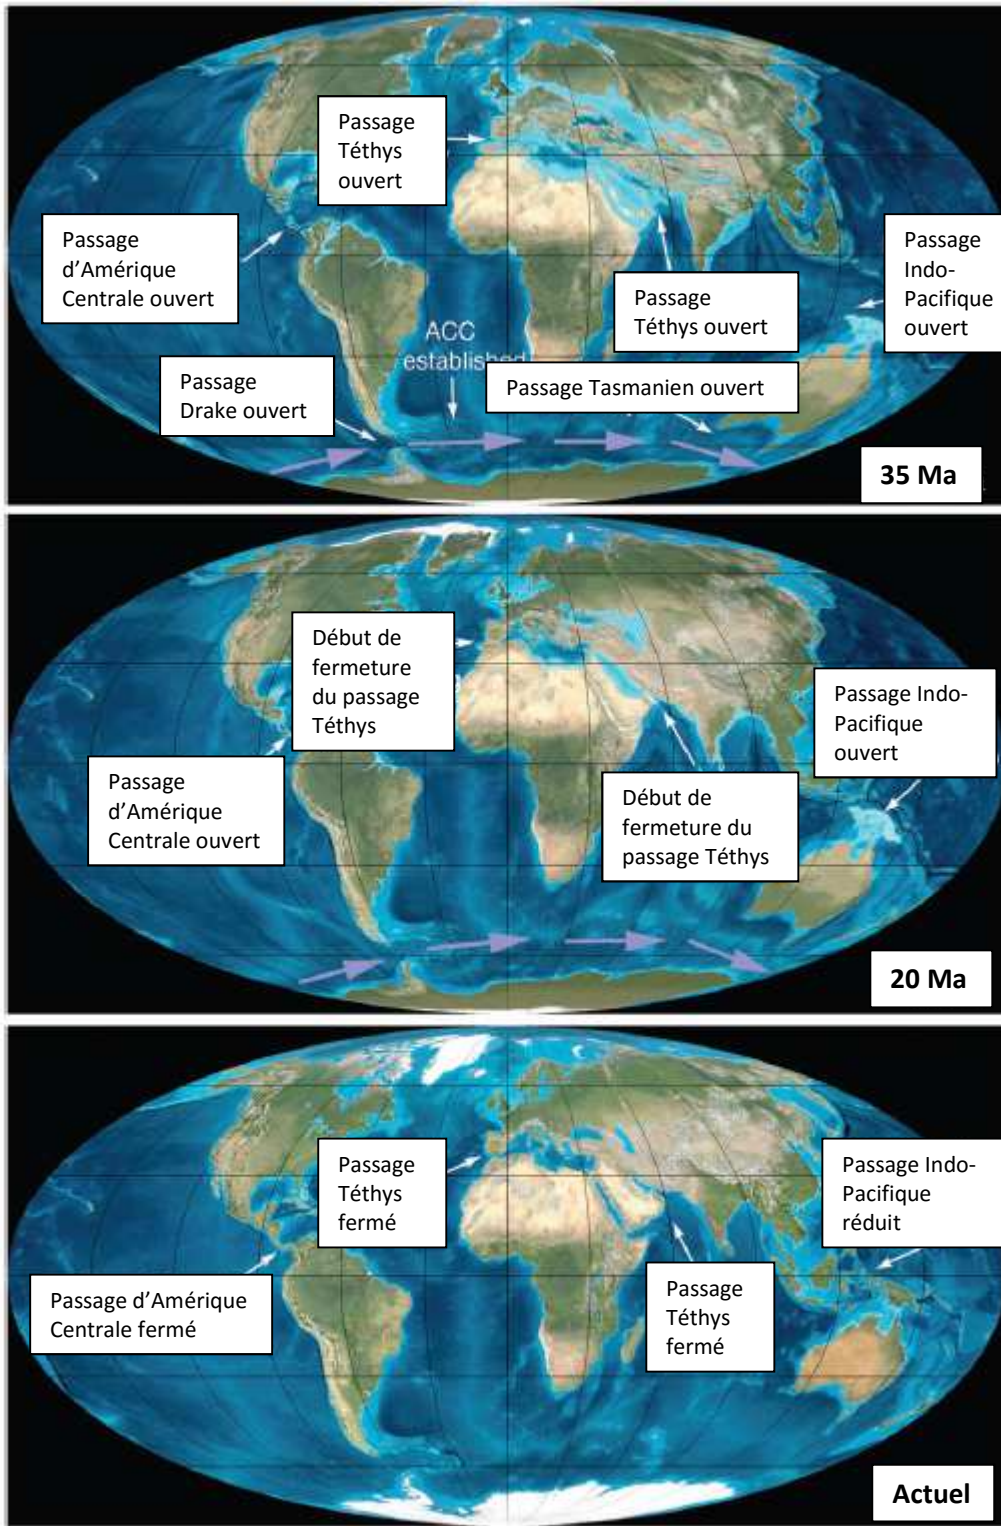 Passage
Téthys
ouvert
Passage
d’Amérique
Centrale ouvert
Passage
Indo-
Pacifique
ouvert
Passage
Téthys ouvert
ACC
established
Passage
Drake ouvert
Passage Tasmanien ouvert
35 Ma
Début de
fermeture
du passage
Téthys
Passage Indo-
Pacifique
ouvert
Passage
d’Amérique
Centrale ouvert
Début de
fermeture du
passage Téthys
20 Ma
Passage
Téthys
fermé
Passage Indo-
Pacifique
réduit
Passage d’Amérique
Centrale fermé
Passage
Téthys
fermé
Actuel